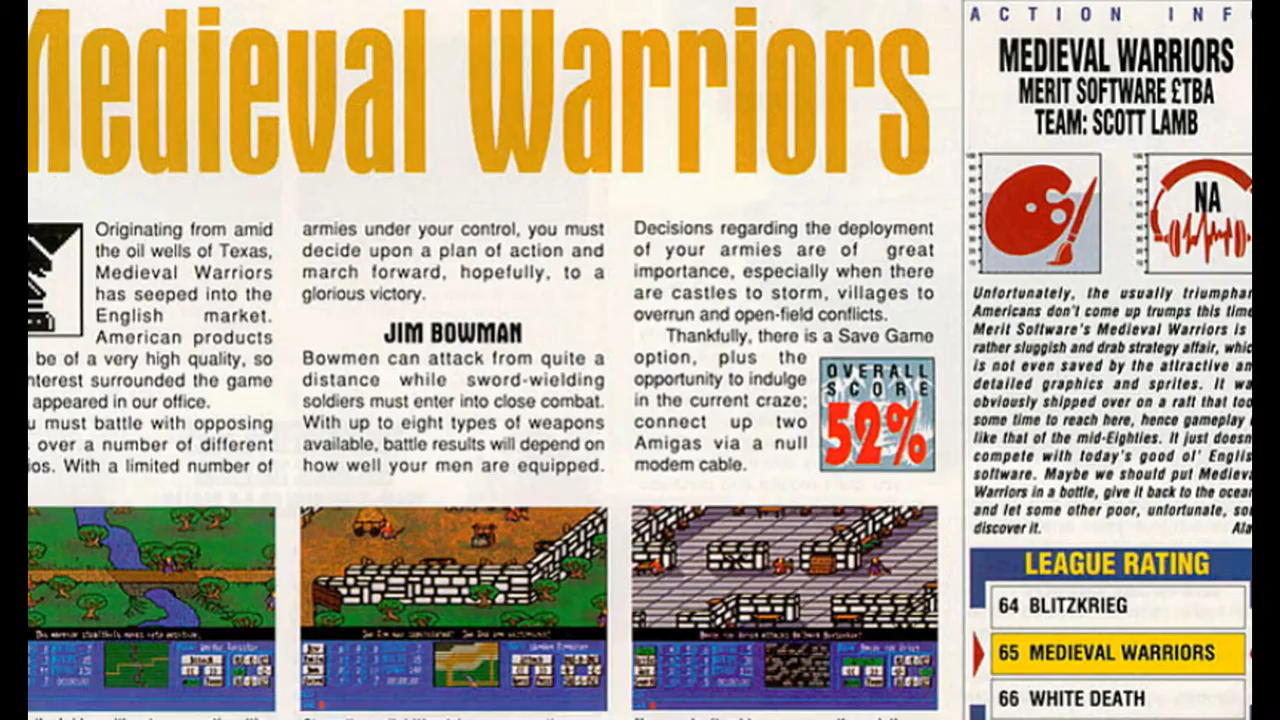 Medieval Warriors
Originating from amid
the oil wells of Texas,
Medieval Warriors
has seeped into the
English market.
American products
be of a very high quality, so
nterest surrounded the game
appeared in our office.
u must battle with opposing
over a number of different
ios. With a limited number of
armies under your control, you must
decide upon a plan of action and
march forward, hopefully, to a
glorious victory.
JIM BOWMAN
Bowmen can attack from quite a
distance while sword-wielding
soldiers must enter into close combat.
With up to eight types of weapons
available, battle results will depend on
how well your men are equipped.
Decisions regarding the deployment
of your armies are of great
importance, especially when there
are castles to storm, villages to
overrun and open-field conflicts.
Thankfully, there is a Save Game
option, plus the
opportunity to indulge
in the current craze;
connect up two
Amigas via a null
modem cable.
OVERALL
SCORE
52%
ACTION INF
MEDIEVAL WARRIORS
MERIT SOFTWARE £TBA
TEAM: SCOTT LAMB
NA
Unfortunately, the usually triumphan
Americans don't come up trumps this time
Merit Software's Medieval Warriors is
rather sluggish and drab strategy affair, whic
is not even saved by the attractive an
detailed graphics and sprites. It wa
obviously shipped over on a raft that too
some time to reach here, hence gameplay
like that of the mid-Eighties. It just doesn
compete with today's good ol' Englis
software. Maybe we should put Medieva
Warriors in a bottle, give it back to the ocean
and let some other poor, unfortunate, so
discover it. Ala
LEAGUE RATING
64 BLITZKRIEG
65 MEDIEVAL WARRIORS
66 WHITE DEATH